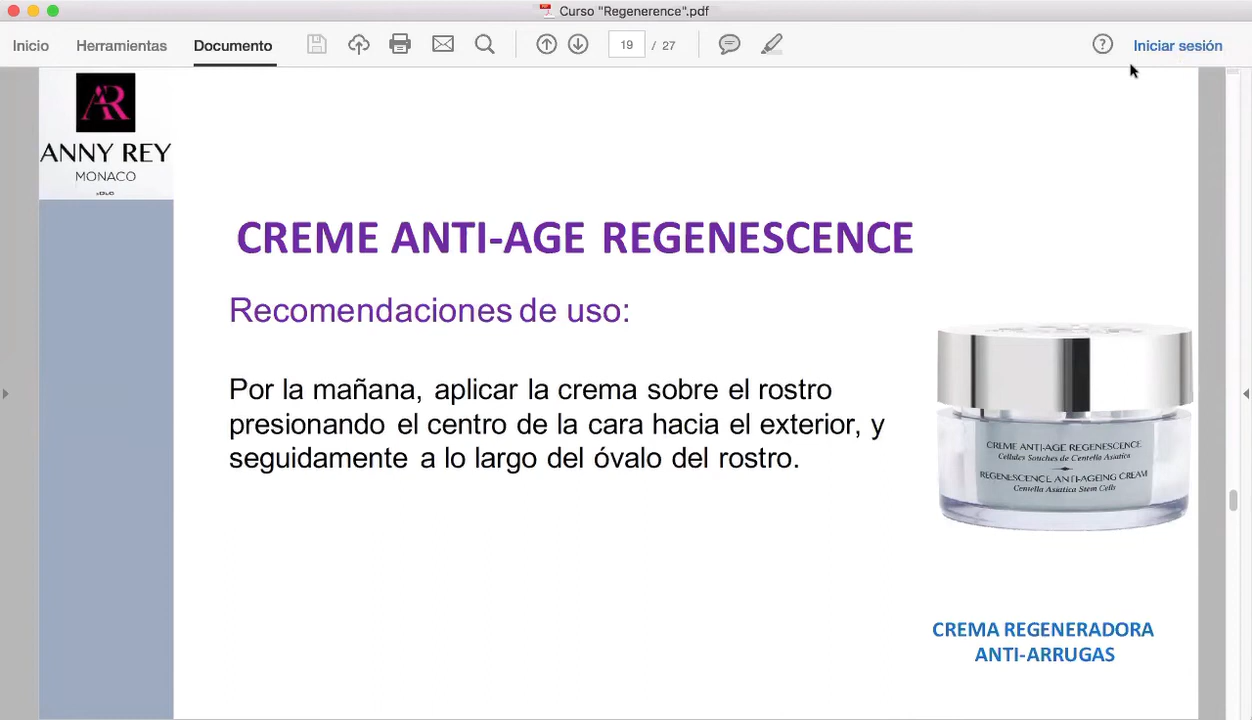 Curso "Regenerence".pdf
Inicio Herramientas Documento 19 / 27 Iniciar sesión
AR
ANNY REY
MONACO
CREME ANTI-AGE REGENESCENCE
Recomendaciones de uso:
Por la mañana, aplicar la crema sobre el rostro
presionando el centro de la cara hacia el exterior, y
seguidamente a lo largo del óvalo del rostro.
CREME ANTI-AGE REGENESCENCE
Cellules Souches de Centella Asiatica
REGENESCENCE ANTI-AGEING CREAM
Centella Asiatica Stem Cells
CREMA REGENERADORA
ANTI-ARRUGAS